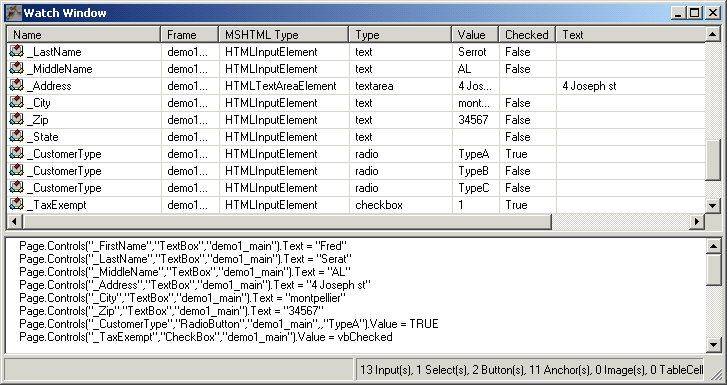 Watch Window
Name Frame MSHTML Type Type Value Checked Text
_LastName demo1... HTMLInputElement text Serrot False
_MiddleName demo1... HTMLInputElement text AL False
_Address demo1... HTMLTextAreaElement textarea 4 Jos... 4 Joseph st
_City demo1... HTMLInputElement text mont... False
_Zip demo1... HTMLInputElement text 34567 False
_State demo1... HTMLInputElement text False
_CustomerType demo1... HTMLInputElement radio TypeA True
_CustomerType demo1... HTMLInputElement radio TypeB False
_CustomerType demo1... HTMLInputElement radio TypeC False
_TaxExempt demo1... HTMLInputElement checkbox 1 True
Page.Controls("_FirstName","TextBox","demo1_main").Text = "Fred"
Page.Controls("_LastName","TextBox","demo1_main").Text = "Serat"
Page.Controls("_MiddleName","TextBox","demo1_main").Text = "AL"
Page.Controls("_Address","TextBox","demo1_main").Text = "4 Joseph st"
Page.Controls("_City","TextBox","demo1_main").Text = "montpellier"
Page.Controls("_Zip","TextBox","demo1_main").Text = "34567"
Page.Controls("_CustomerType","RadioButton","demo1_main",,"TypeA").Value = TRUE
Page.Controls("_TaxExempt","CheckBox","demo1_main").Value = vbChecked
13 Input(s), 1 Select(s), 2 Button(s), 11 Anchor(s), 0 Image(s), 0 TableCell